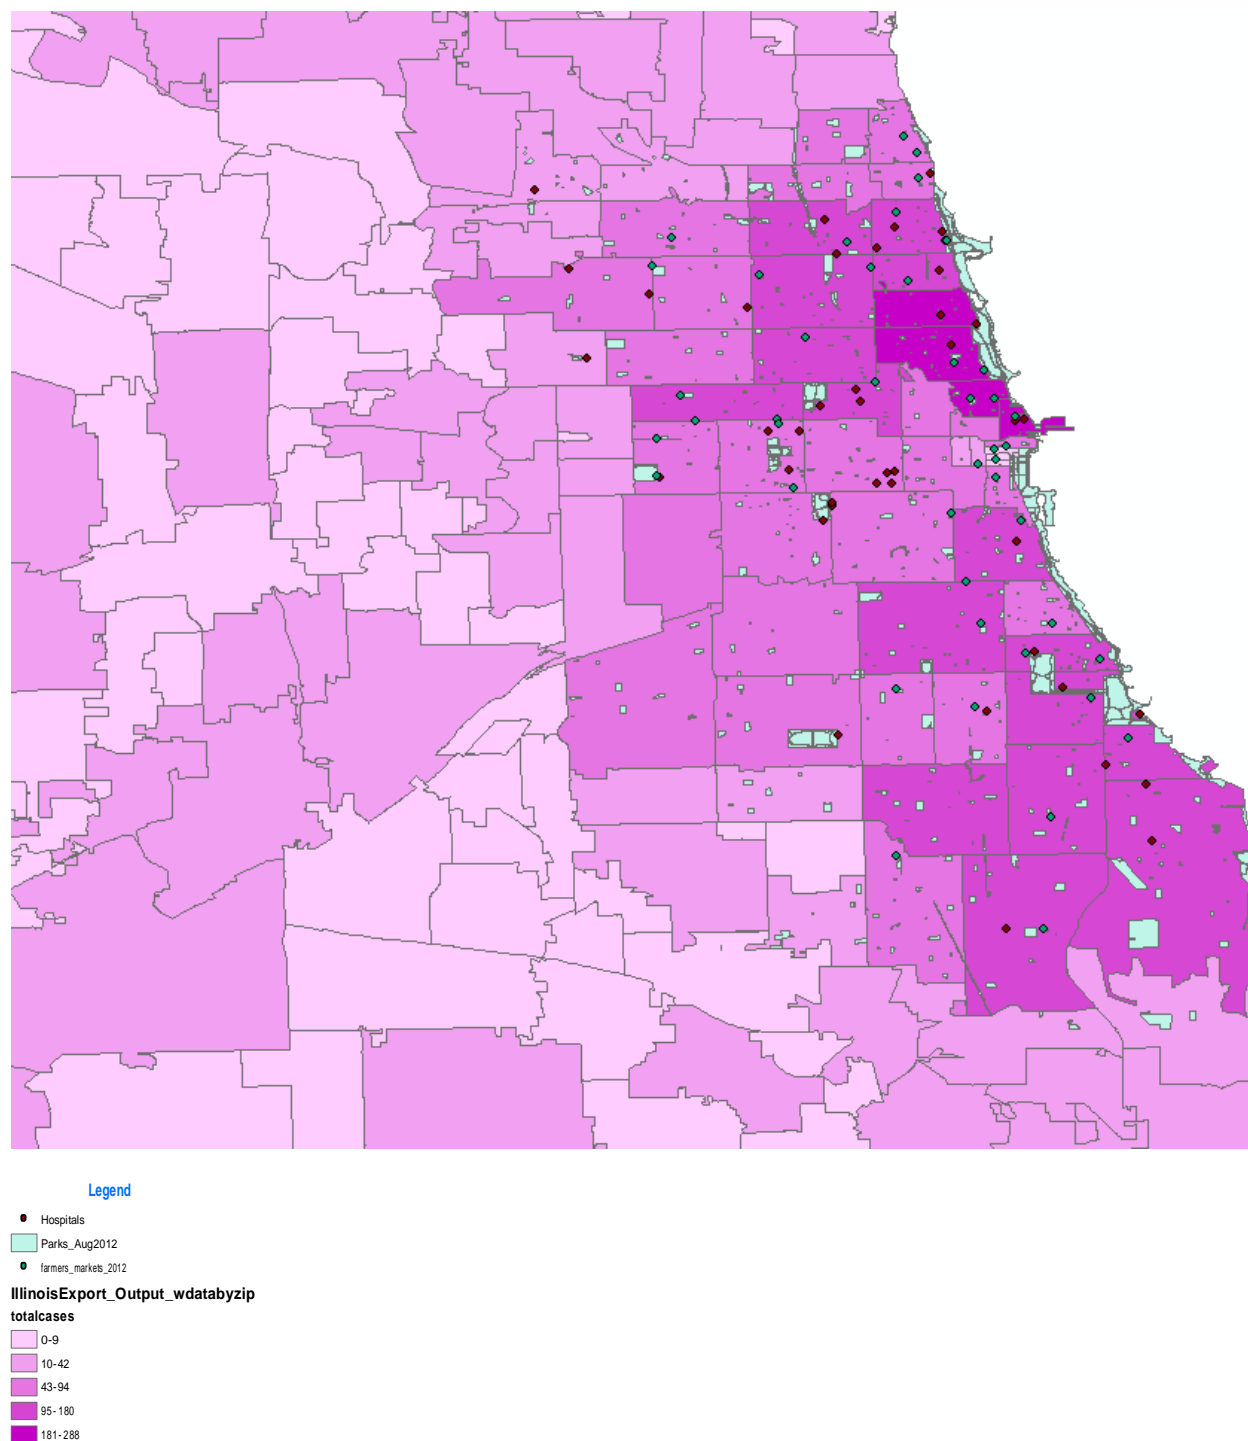 Legend
Hospitals
Parks_Aug2012
farmers_markets_2012
IllinoisExport_Output_wdatabyzip
totalcases
0-9
10-42
43-94
95-180
181-288